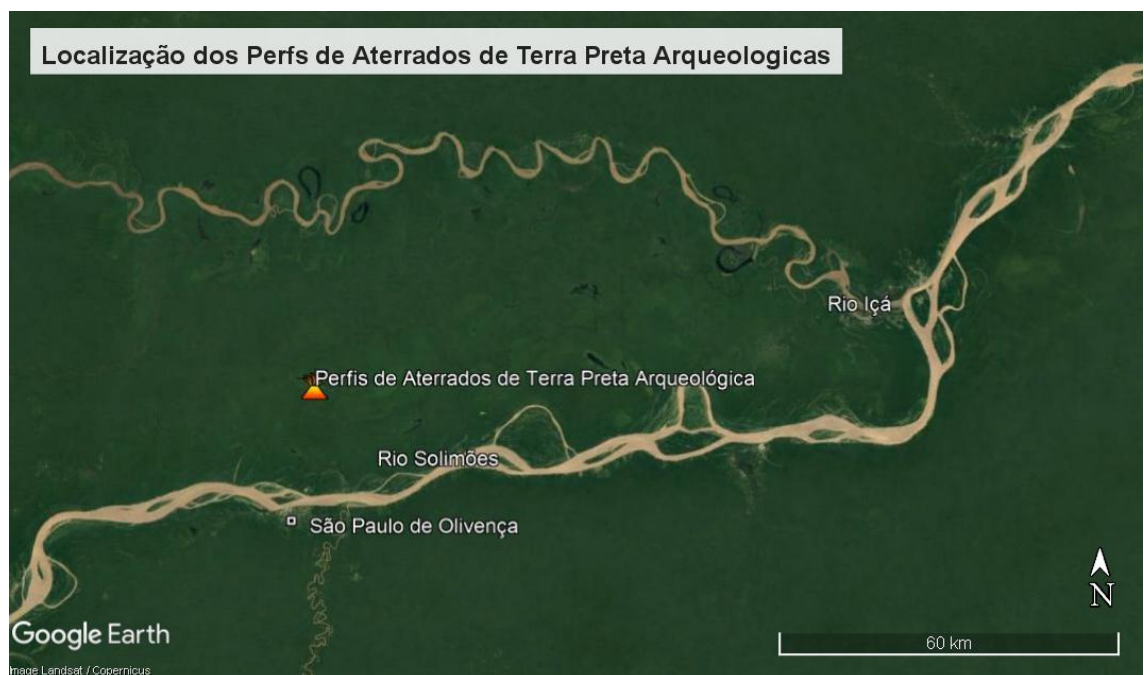 Localização dos Perfs de Aterrados de Terra Preta Arqueologicas
Rio Içá
Perfis de Aterrados de Terra Preta Arqueológica
Rio Solimões
São Paulo de Olivença
N
Google Earth
60 km
Image Landsat / Copernicus